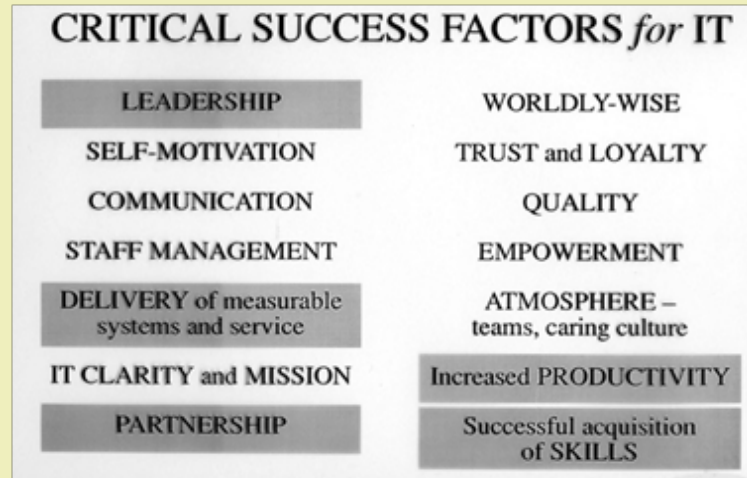 CRITICAL SUCCESS FACTORS for IT
LEADERSHIP
SELF-MOTIVATION
COMMUNICATION
STAFF MANAGEMENT
DELIVERY of measurable
systems and service
IT CLARITY and MISSION
PARTNERSHIP
WORLDLY-WISE
TRUST and LOYALTY
QUALITY
EMPOWERMENT
ATMOSPHERE –
teams, caring culture
Increased PRODUCTIVITY
Successful acquisition
of SKILLS